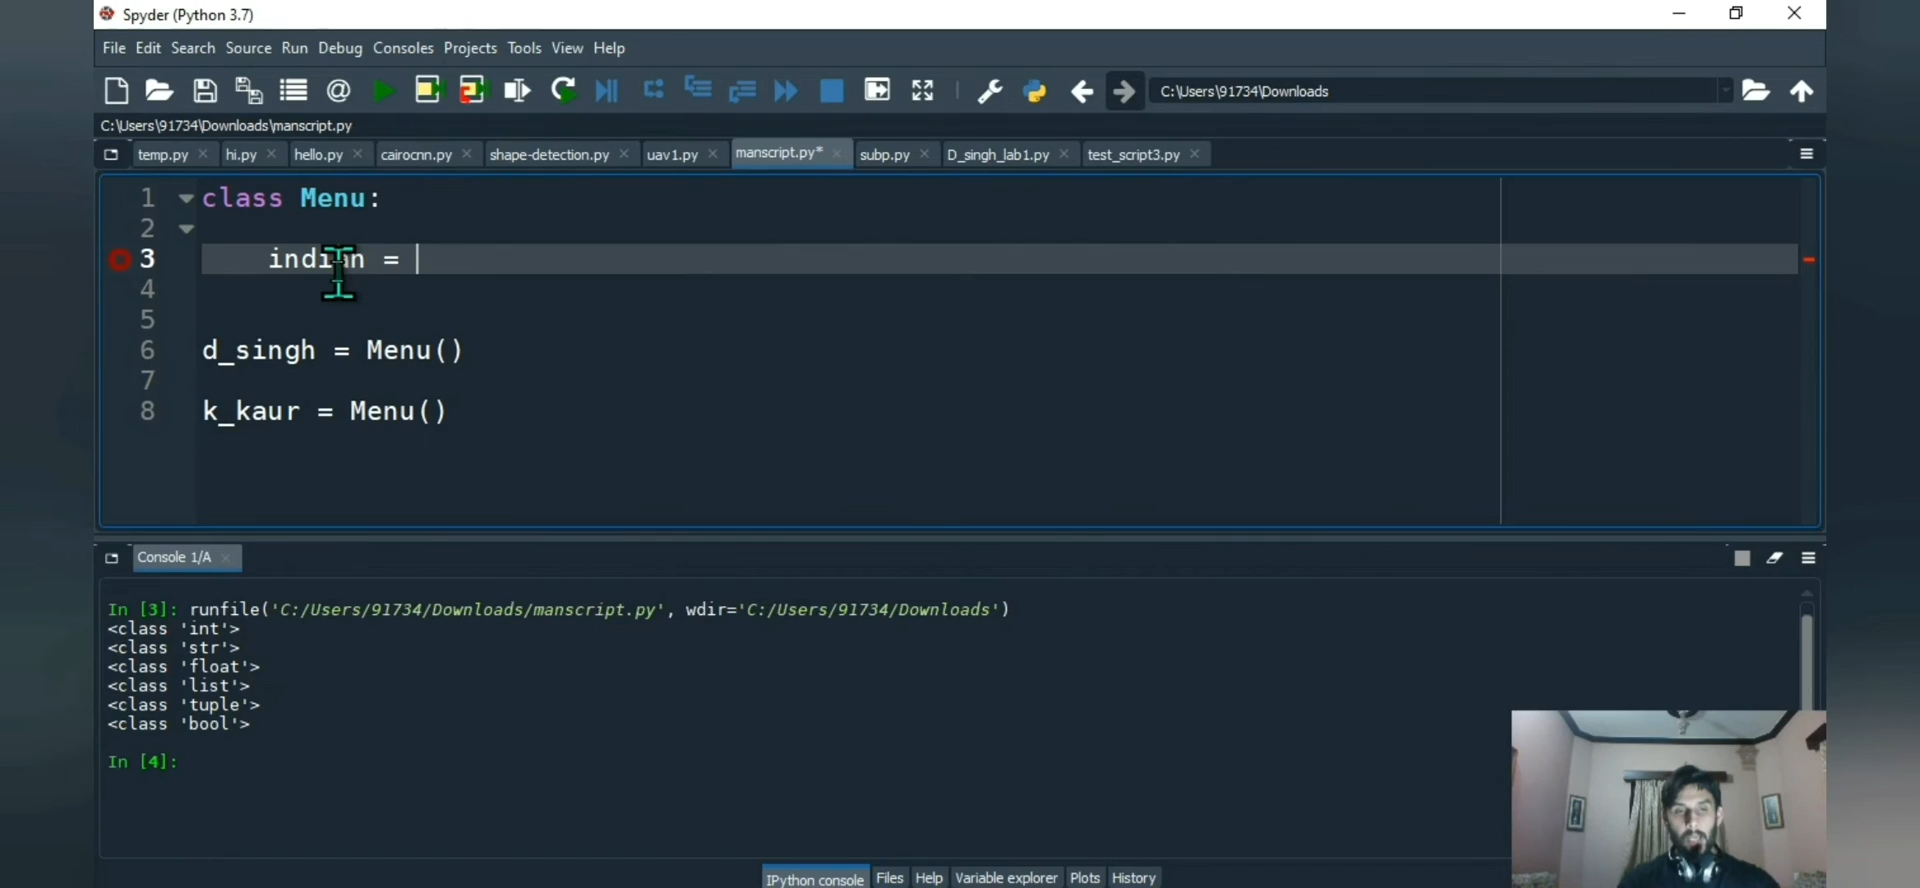 Spyder (Python 3.7)
File Edit Search Source Run Debug Consoles Projects Tools View Help
C:\Users\91734\Downloads
C:\Users\91734\Downloads\manscript.py
temp.py hi.py hello.py cairocnn.py shape-detection.py uav1.py manscript.py* subp.py D_singh_lab1.py test_script3.py
1 class Menu:
2
3 indian =
4
5
6 d_singh = Menu()
7
8 k_kaur = Menu()
Console 1/A
In [3]: runfile('C:/Users/91734/Downloads/manscript.py', wdir='C:/Users/91734/Downloads')
<class 'int'>
<class 'str'>
<class 'float'>
<class 'list'>
<class 'tuple'>
<class 'bool'>
In [4]:
IPython console Files Help Variable explorer Plots History